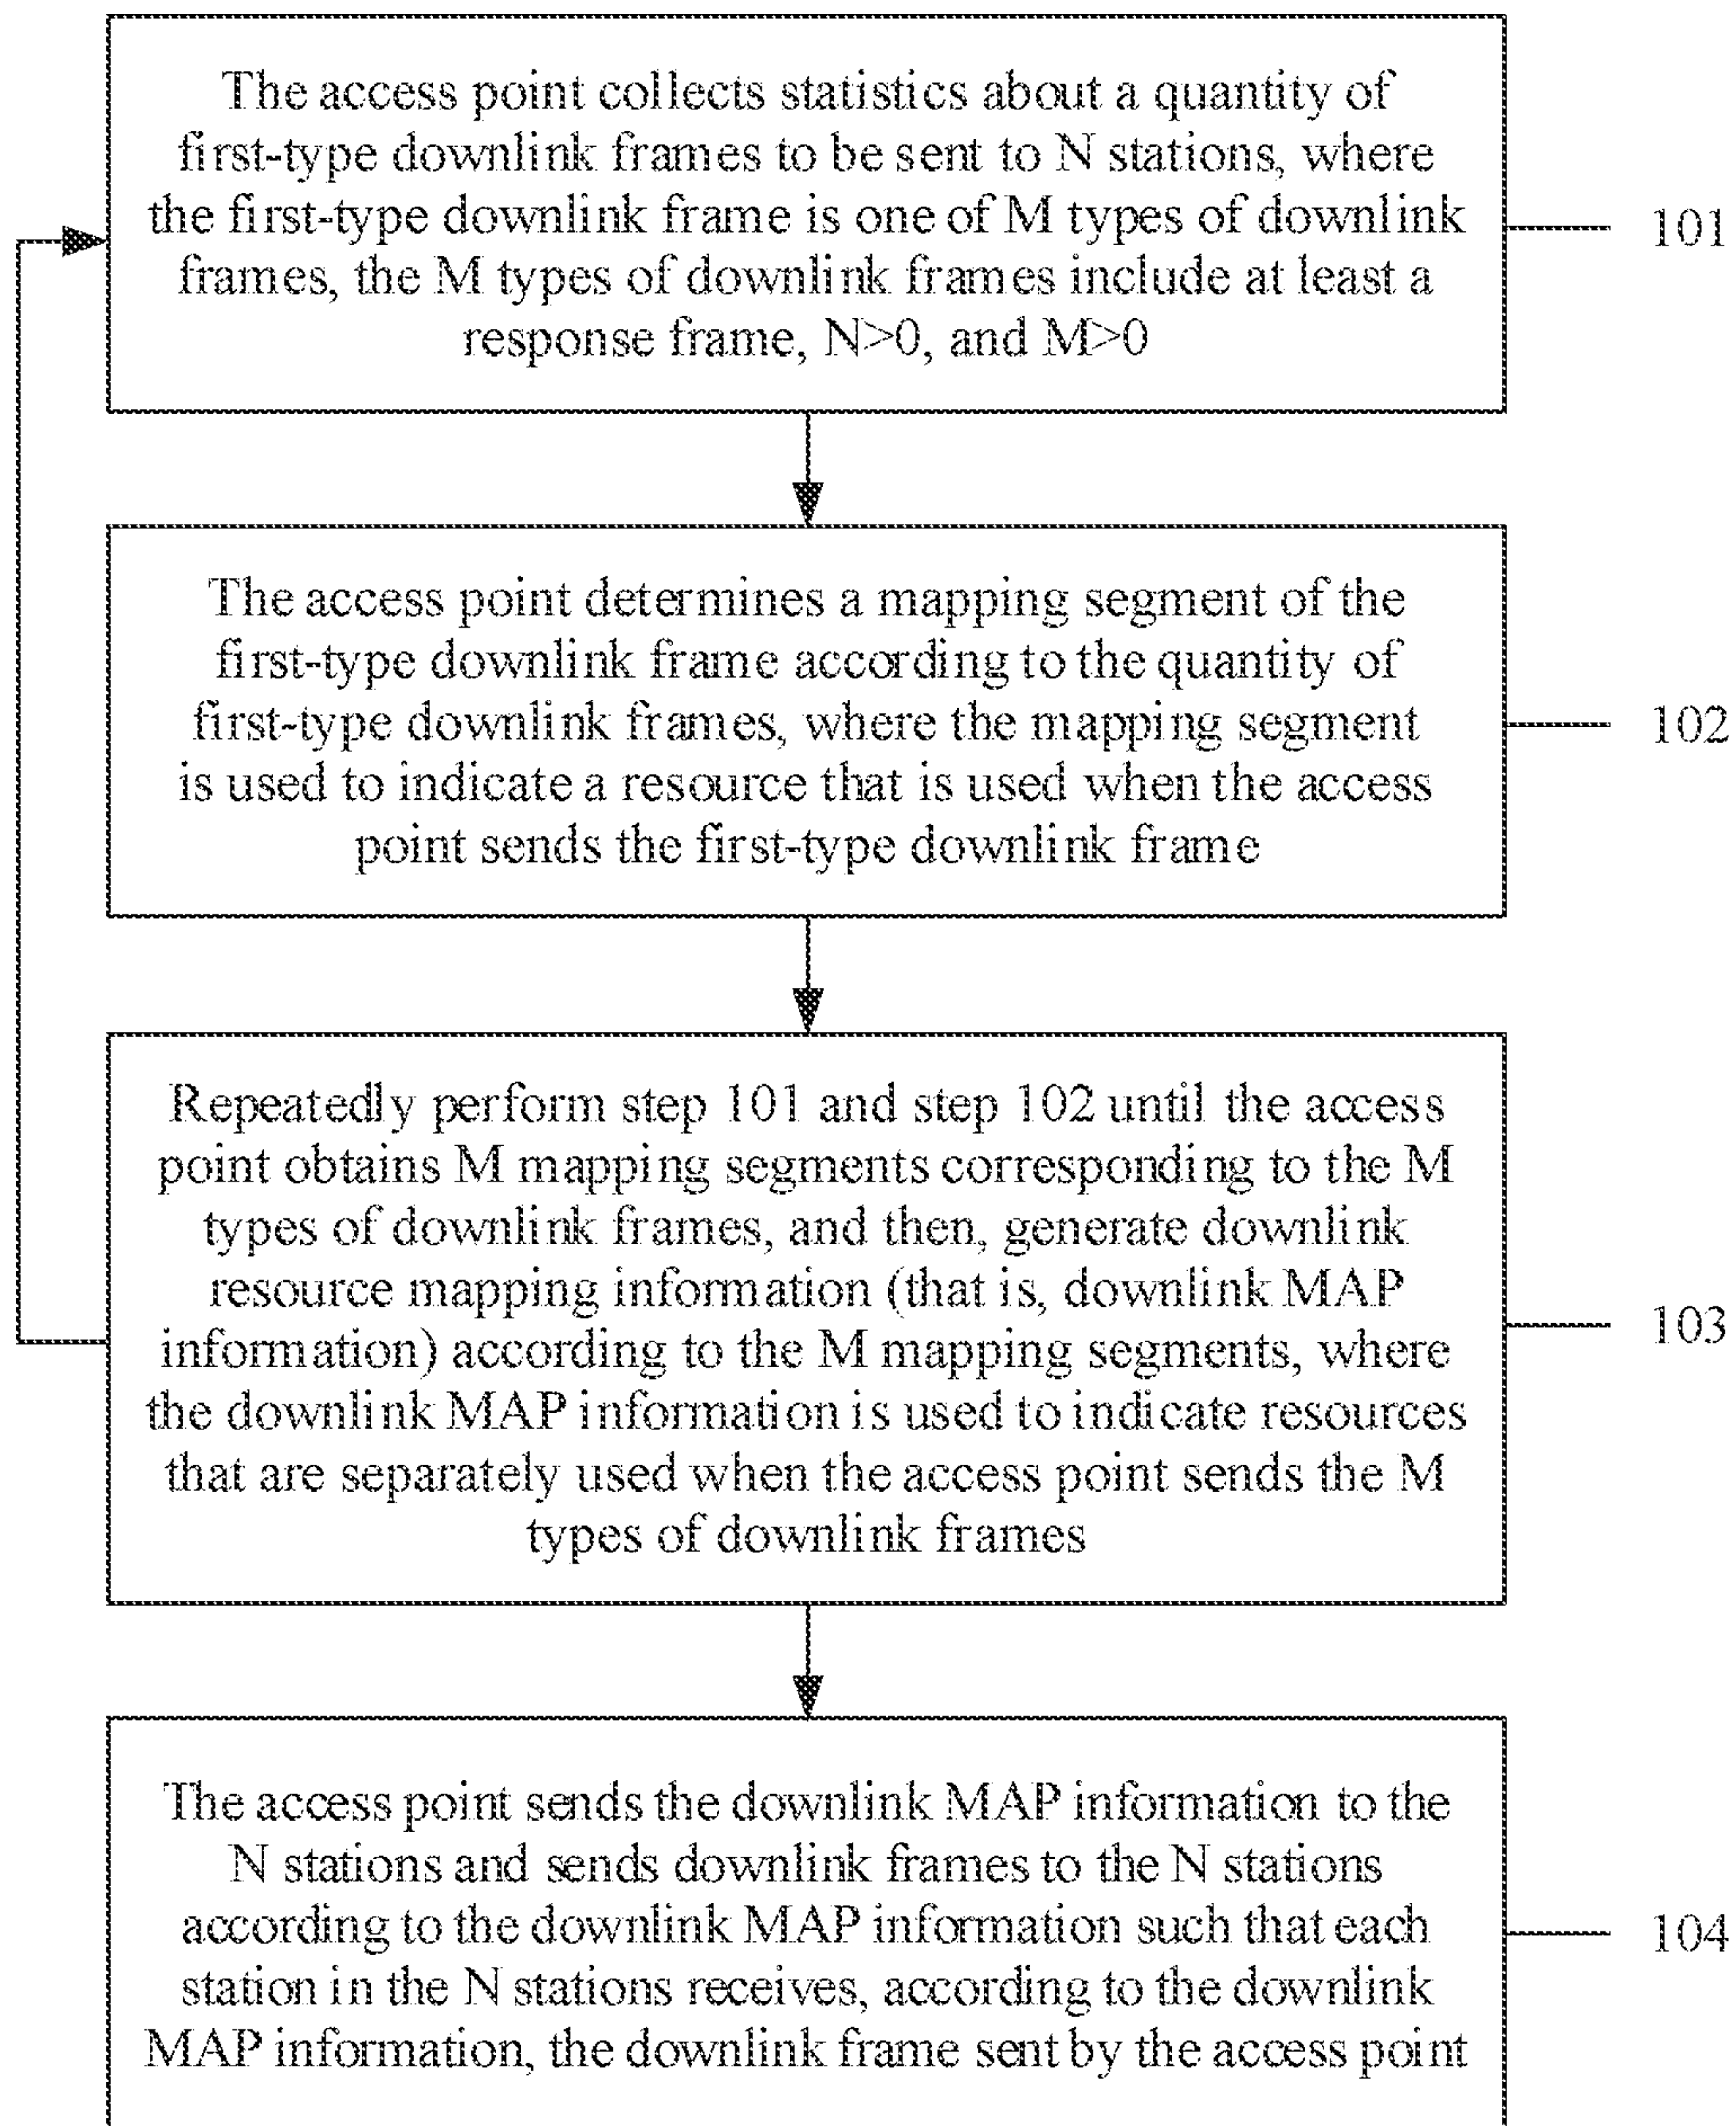 The access point collects statistics about a quantity of
first-type downlink frames to be sent to N stations, where
the first-type downlink frame is one of M types of downlink
frames, the M types of downlink frames include at least a
response frame, N>0, and M>0
101
The access point determines a mapping segment of the
first-type downlink frame according to the quantity of
first-type downlink frames, where the mapping segment
is used to indicate a resource that is used when the access
point sends the first-type downlink frame
102
Repeatedly perform step 101 and step 102 until the access
point obtains M mapping segments corresponding to the M
types of downlink frames, and then, generate downlink
resource mapping information (that is, downlink MAP
information) according to the M mapping segments, where
the downlink MAP information is used to indicate resources
that are separately used when the access point sends the M
types of downlink frames
103
The access point sends the downlink MAP information to the
N stations and sends downlink frames to the N stations
according to the downlink MAP information such that each
station in the N stations receives, according to the downlink
MAP information, the downlink frame sent by the access point
104